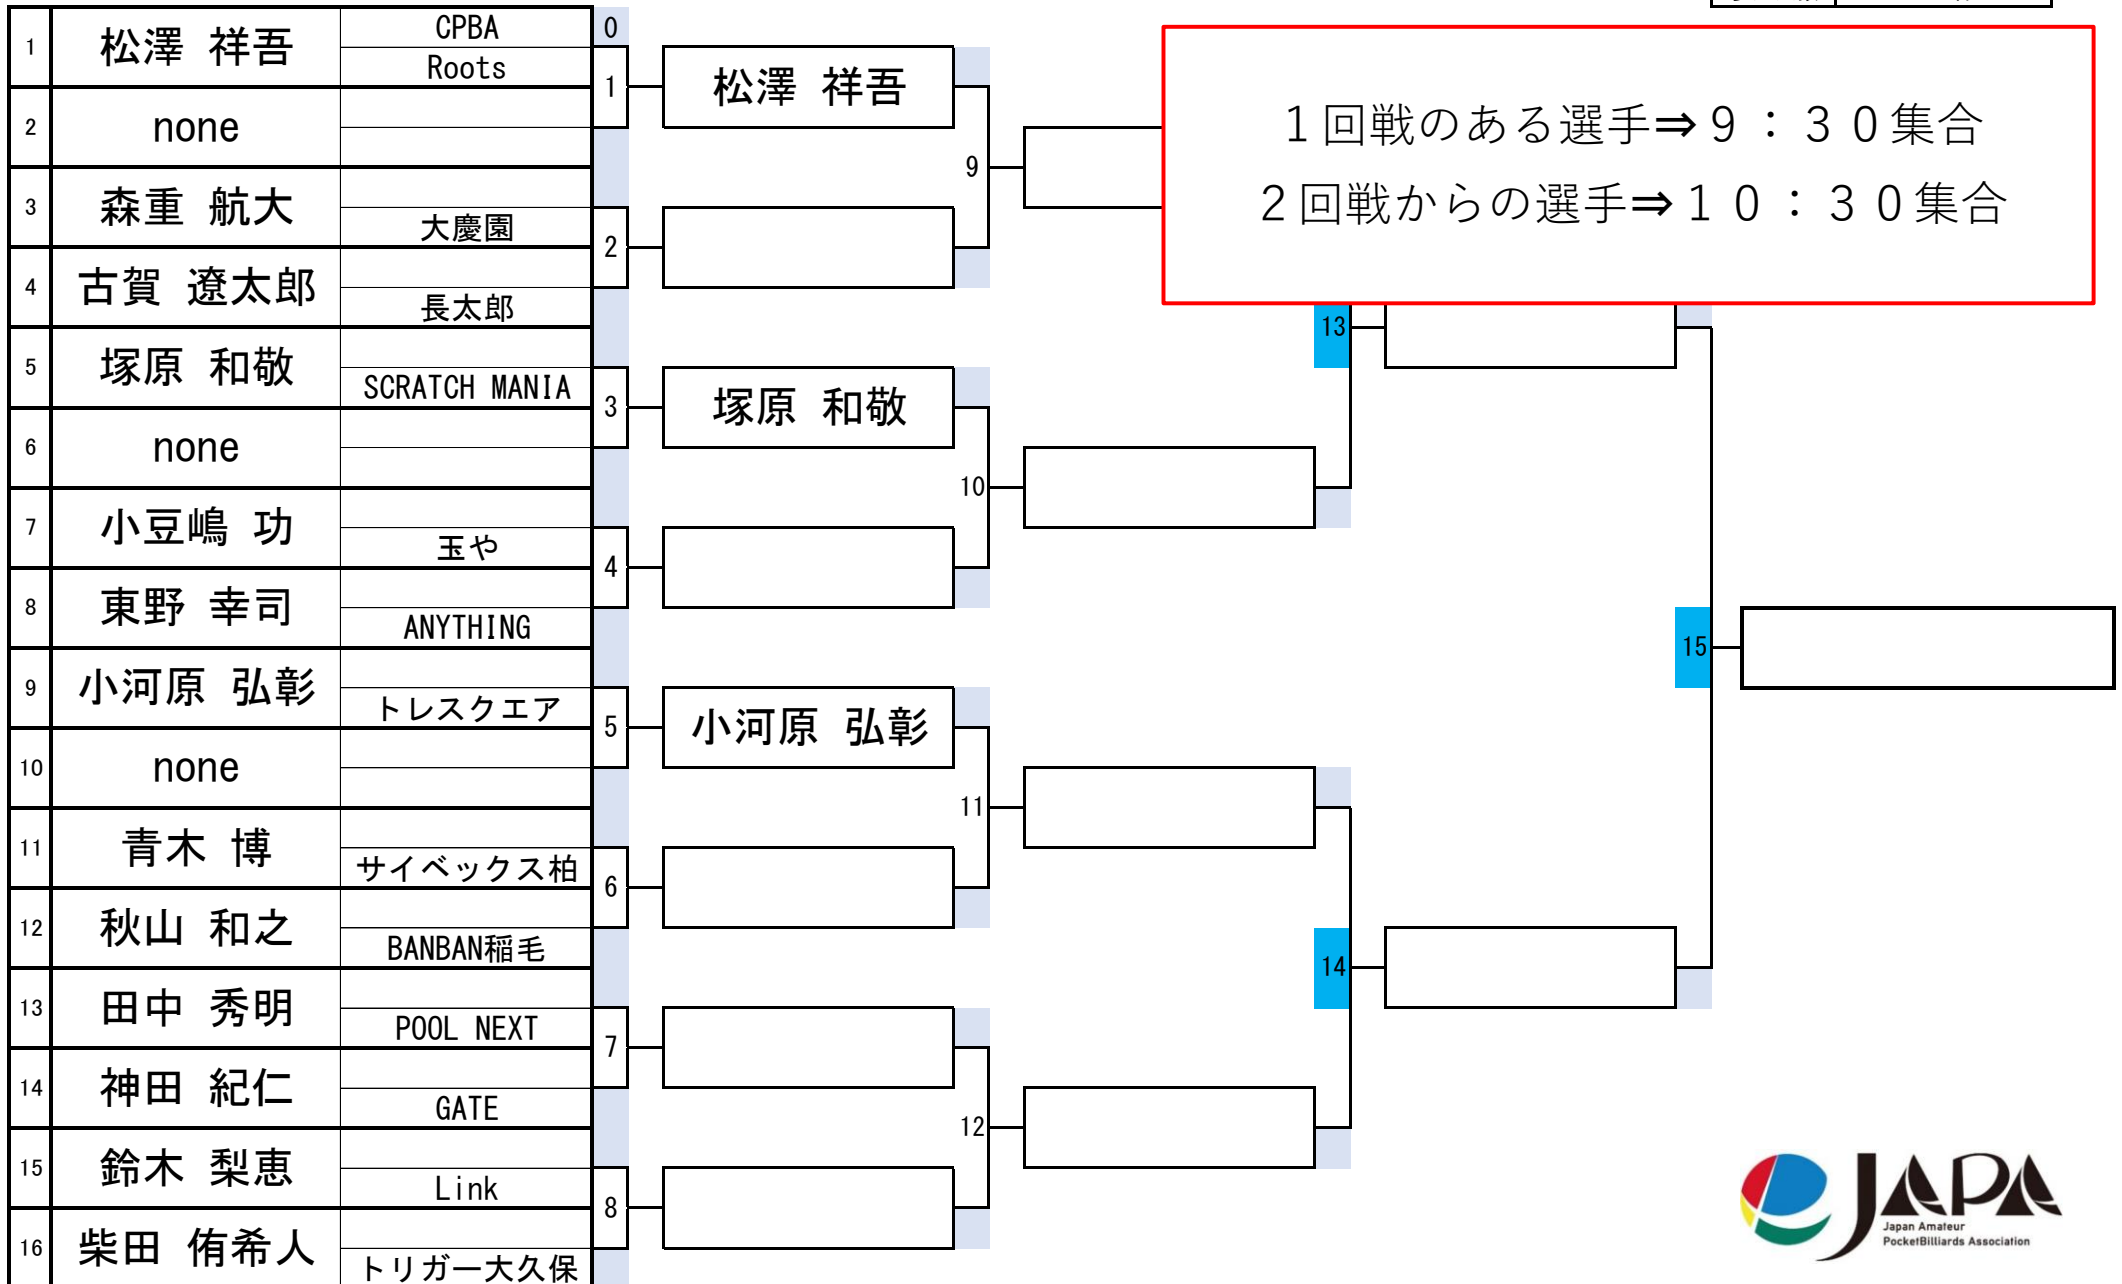 1 松澤 祥吾 CPBA 0
Roots
2 none
3 森重 航大
大慶園
4 古賀 遼太郎
長太郎
5 塚原 和敬
SCRATCH MANIA
6 none
7 小豆嶋 功
玉や
8 東野 幸司
ANYTHING
9 小河原 弘彰
トレスクエア
10 none
11 青木 博
サイベックス柏
12 秋山 和之
BANBAN稲毛
13 田中 秀明
POOL NEXT
14 神田 紀仁
GATE
15 鈴木 梨恵
Link
16 柴田 侑希人
トリガー大久保
1 松澤 祥吾
2
3 塚原 和敬
4
5 小河原 弘彰
6
7
8
9
10
11
12
13
14
15
1回戦のある選手⇒9：30集合
2回戦からの選手⇒10：30集合
JAPA
Japan Amateur
PocketBilliards Association